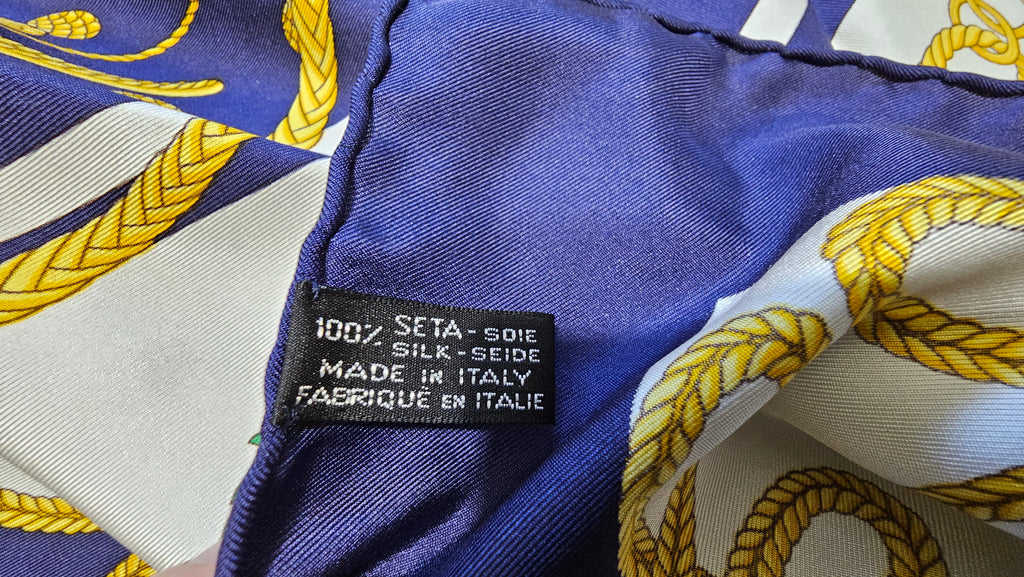 100% SETA - SOIE
SILK - SEIDE
MADE IN ITALY
FABRIQUÉ EN ITALIE